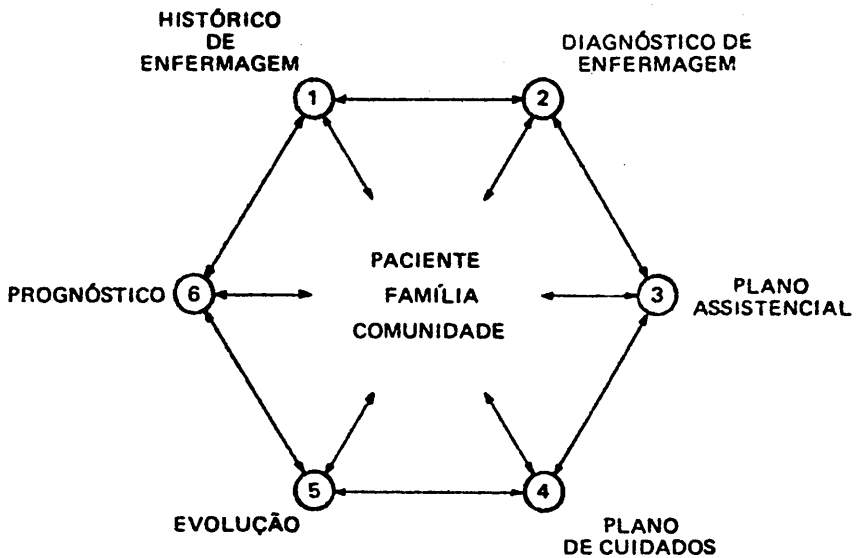 HISTÓRICO
DE
ENFERMAGEM
1
DIAGNÓSTICO DE
ENFERMAGEM
2
PROGNÓSTICO
6
PACIENTE
FAMÍLIA
COMUNIDADE
3
PLANO
ASSISTENCIAL
5
EVOLUÇÃO
4
PLANO
DE CUIDADOS